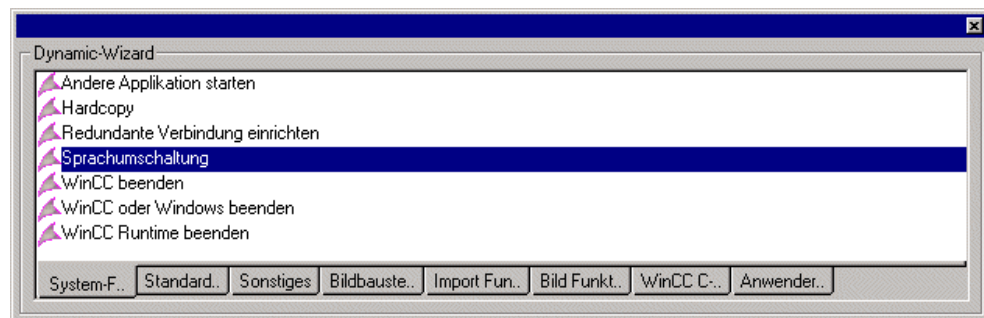 Dynamic-Wizard
Andere Applikation starten
Hardcopy
Redundante Verbindung einrichten
Sprachumschaltung
WinCC beenden
WinCC oder Windows beenden
WinCC Runtime beenden
System-F.. Standard.. Sonstiges Bildbauste.. Import Fun.. Bild Funkt.. WinCC C-.. Anwender..